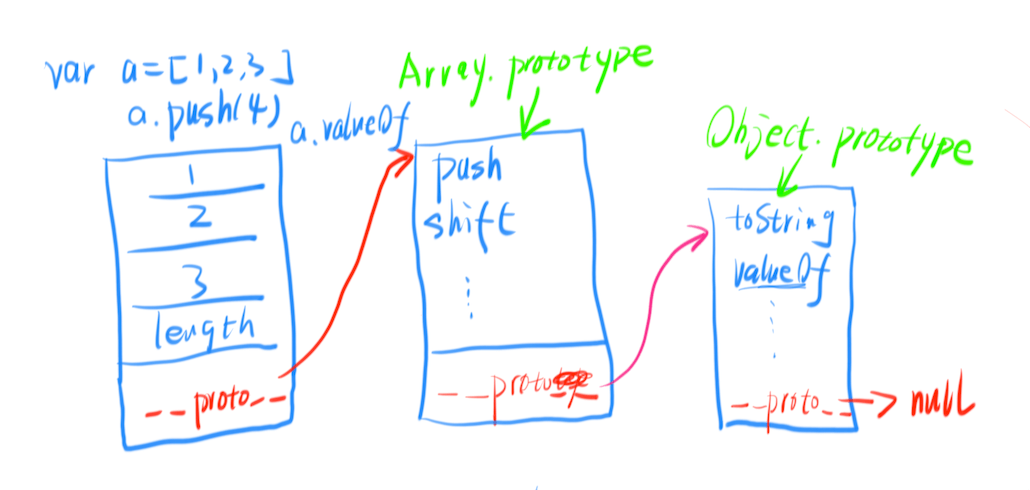 var a=[1,2,3]
a.push(4)
a.valueOf
1
2
3
length
__proto__
Array.prototype
push
shift
__proto__
Object.prototype
toString
valueOf
__proto__
null